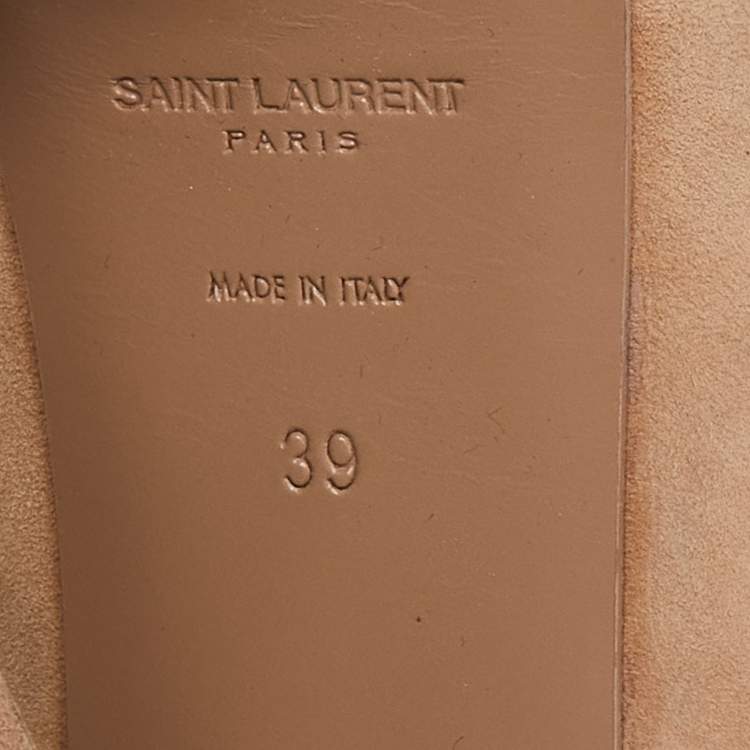 SAINT LAURENT
PARIS
MADE IN ITALY
39